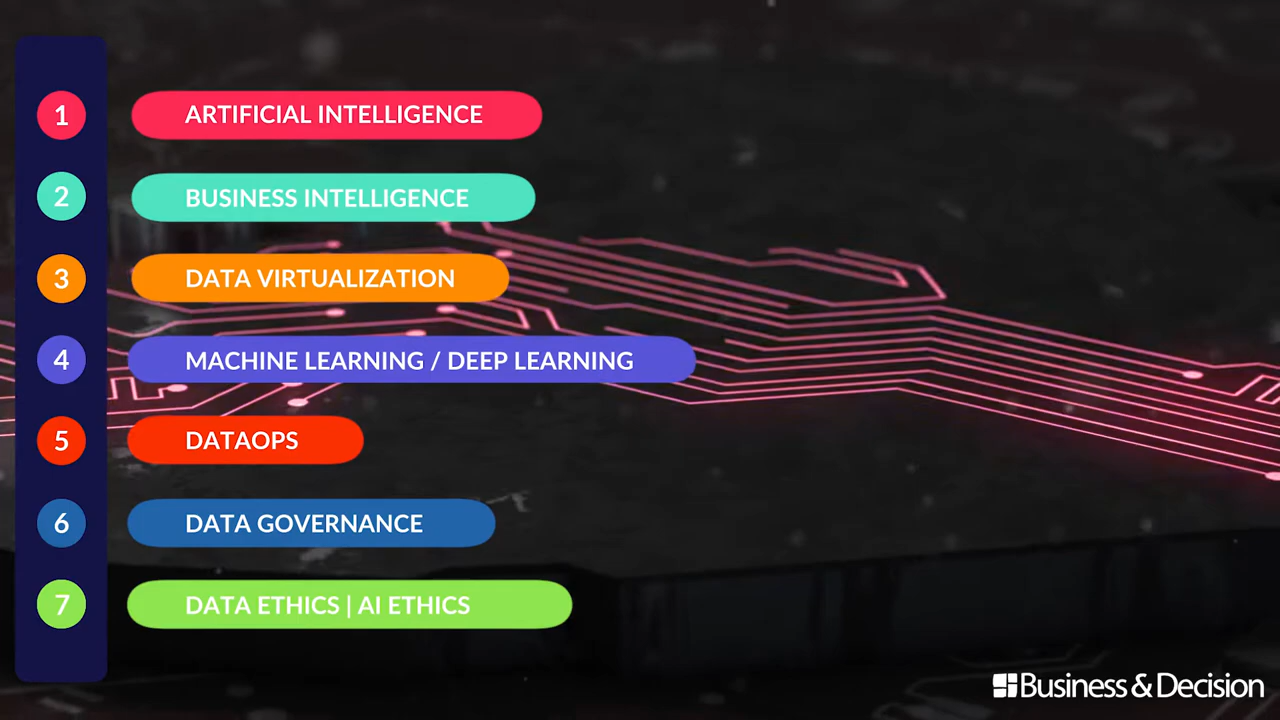 1 ARTIFICIAL INTELLIGENCE
2 BUSINESS INTELLIGENCE
3 DATA VIRTUALIZATION
4 MACHINE LEARNING / DEEP LEARNING
5 DATAOPS
6 DATA GOVERNANCE
7 DATA ETHICS | AI ETHICS
Business & Decision